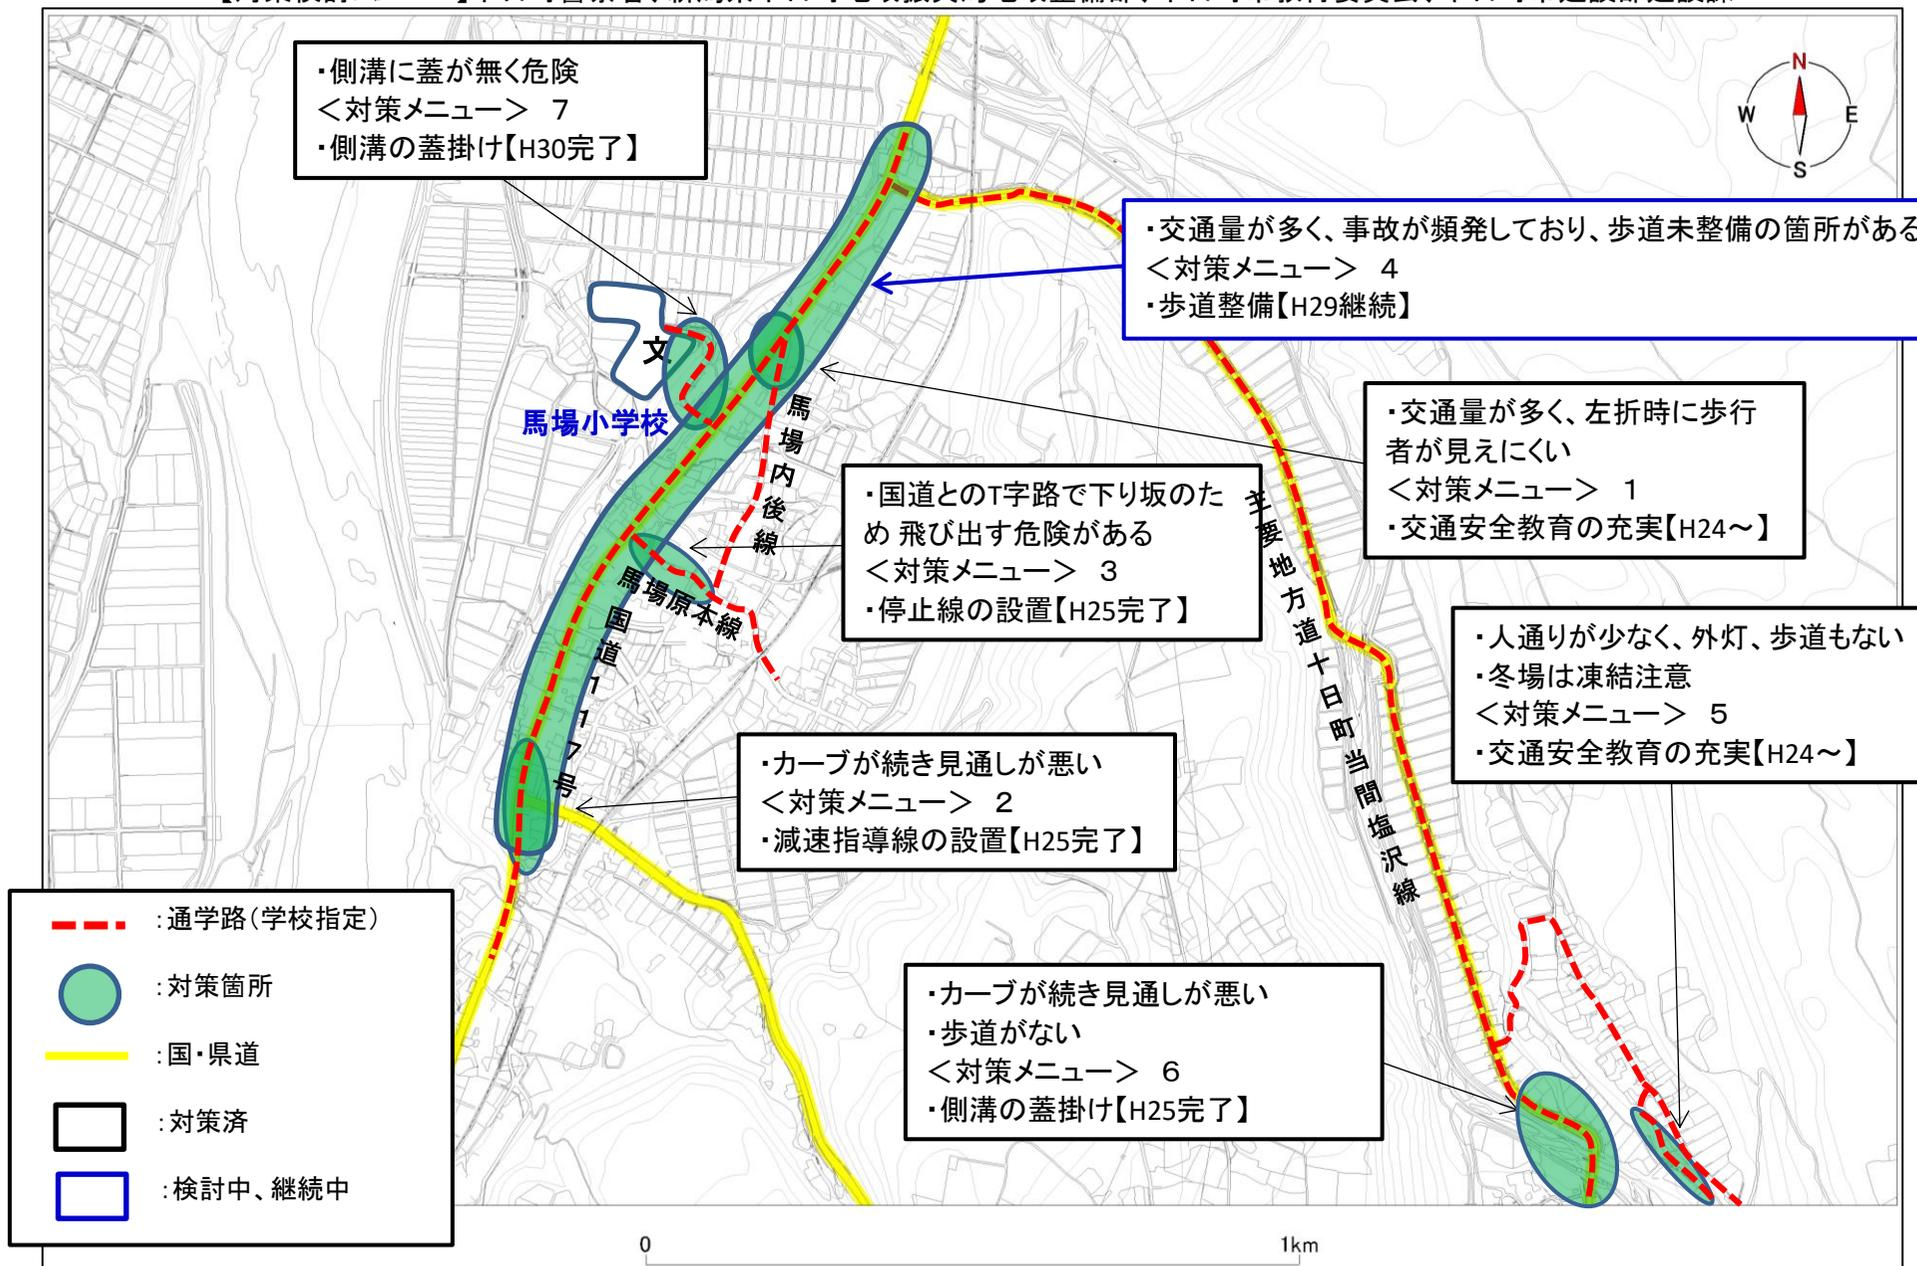 ・側溝に蓋が無く危険
＜対策メニュー＞ 7
・側溝の蓋掛け【H30完了】
N
W
E
S
・交通量が多く、事故が頻発しており、歩道未整備の箇所がある
＜対策メニュー＞ 4
・歩道整備【H29継続】
文
馬場小学校
馬場内後線
・交通量が多く、左折時に歩行
者が見えにくい
＜対策メニュー＞ 1
・交通安全教育の充実【H24～】
・国道とのT字路で下り坂のた
め 飛び出す危険がある
＜対策メニュー＞ 3
・停止線の設置【H25完了】
主要地方道十日町当間塩沢線
馬場原本線
国道117号
・人通りが少なく、外灯、歩道もない
・冬場は凍結注意
＜対策メニュー＞ 5
・交通安全教育の充実【H24～】
・カーブが続き見通しが悪い
＜対策メニュー＞ 2
・減速指導線の設置【H25完了】
・カーブが続き見通しが悪い
・歩道がない
＜対策メニュー＞ 6
・側溝の蓋掛け【H25完了】
:通学路(学校指定)
:対策箇所
:国・県道
:対策済
:検討中、継続中
0
1km